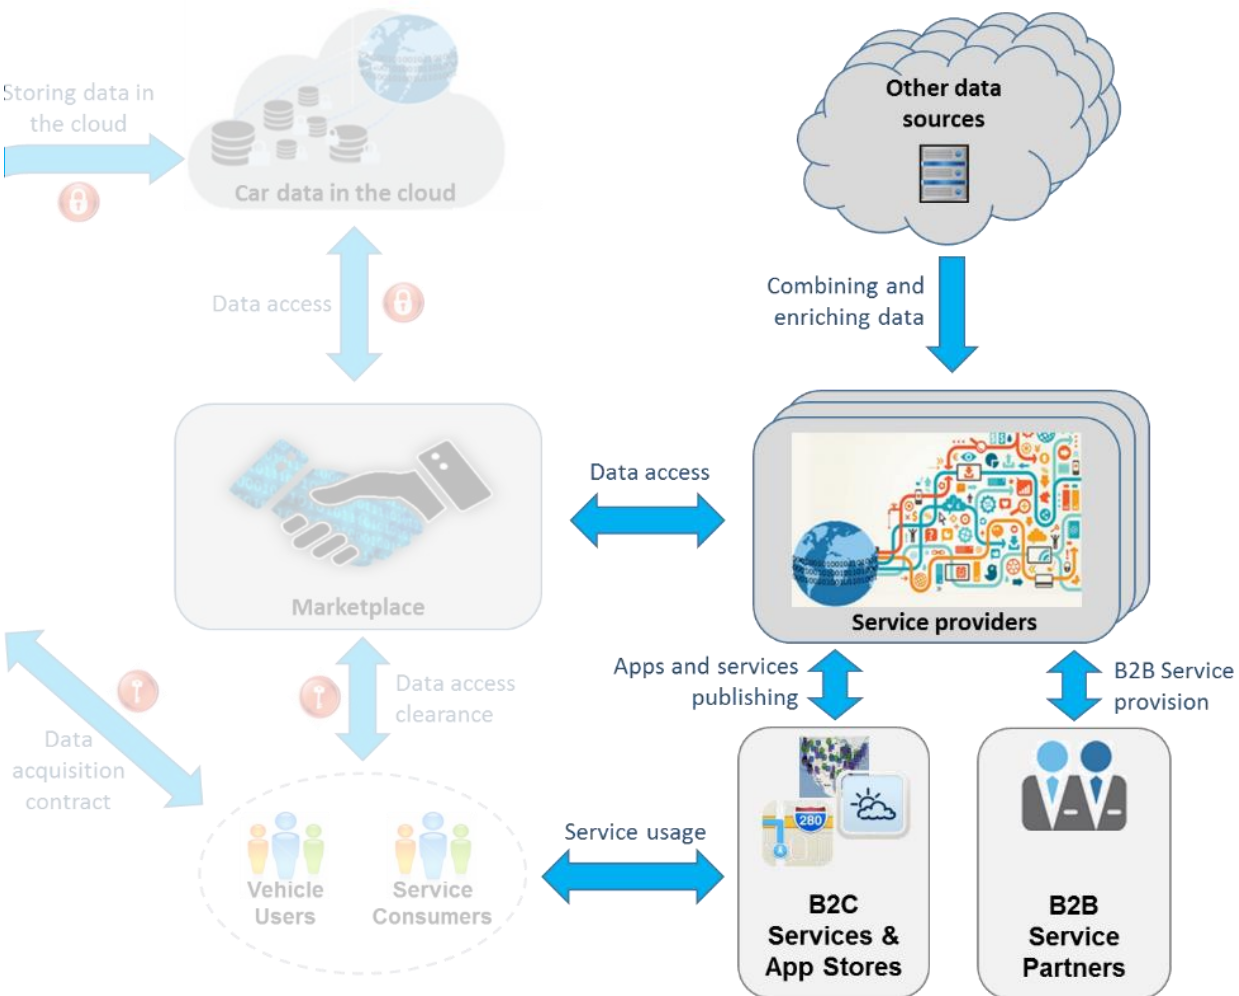 Storing data in
the cloud
Car data in the cloud
Other data
sources
Data access
Combining and
enriching data
Data access
Marketplace
Service providers
Data access
clearance
Apps and services
publishing
B2B Service
provision
Data
acquisition
contract
280
Service usage
Vehicle
Users
Service
Consumers
B2C
Services &
App Stores
B2B
Service
Partners